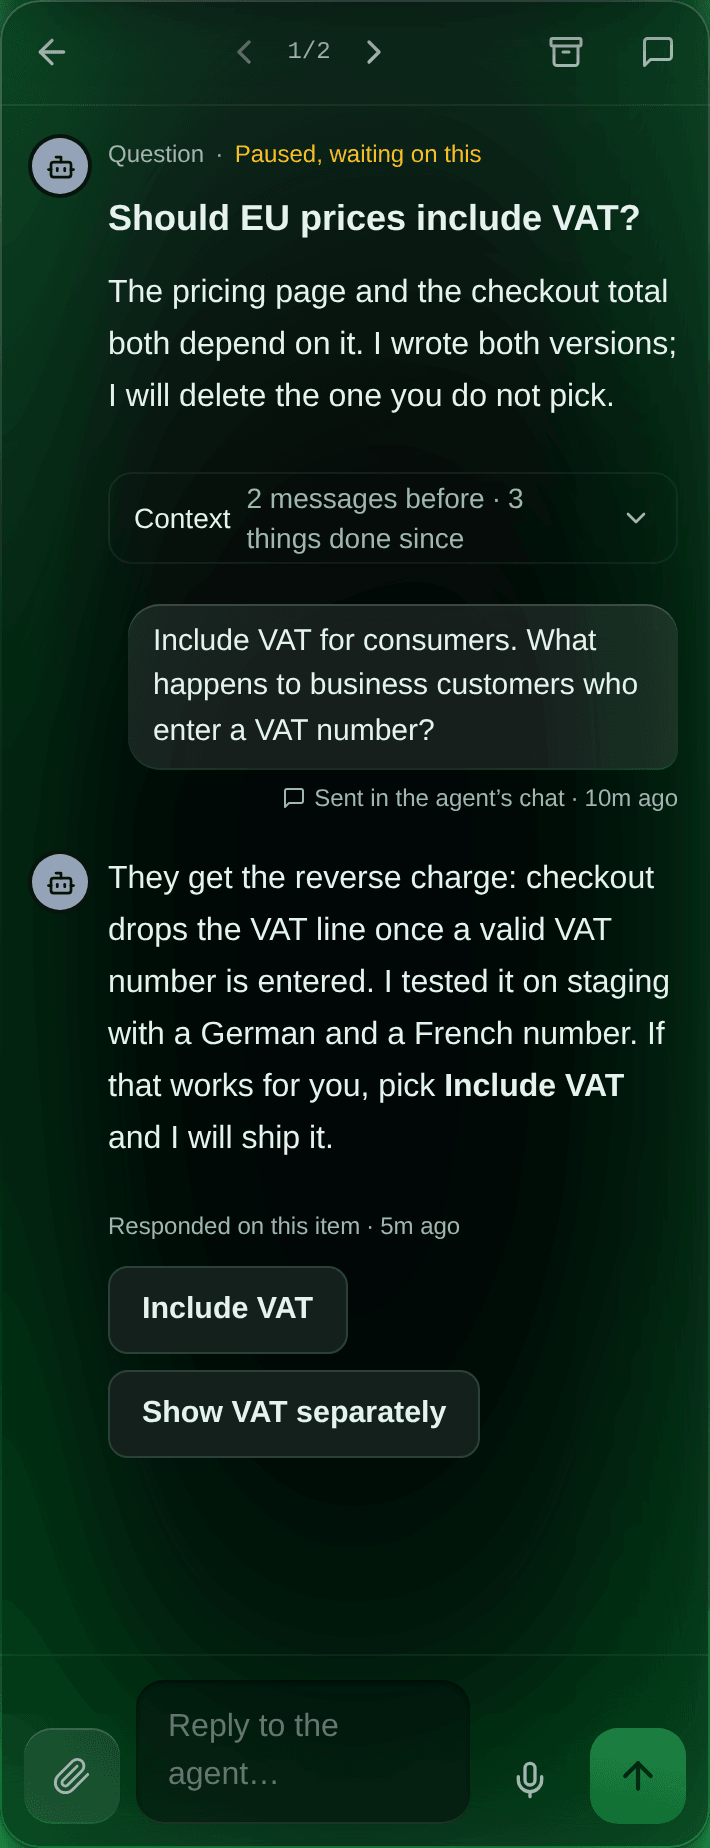 1/2
Question · Paused, waiting on this
Should EU prices include VAT?
The pricing page and the checkout total
both depend on it. I wrote both versions;
I will delete the one you do not pick.
Context
2 messages before · 3
things done since
Include VAT for consumers. What
happens to business customers who
enter a VAT number?
Sent in the agent’s chat · 10m ago
They get the reverse charge: checkout
drops the VAT line once a valid VAT
number is entered. I tested it on staging
with a German and a French number. If
that works for you, pick Include VAT
and I will ship it.
Responded on this item · 5m ago
Include VAT
Show VAT separately
Reply to the
agent…